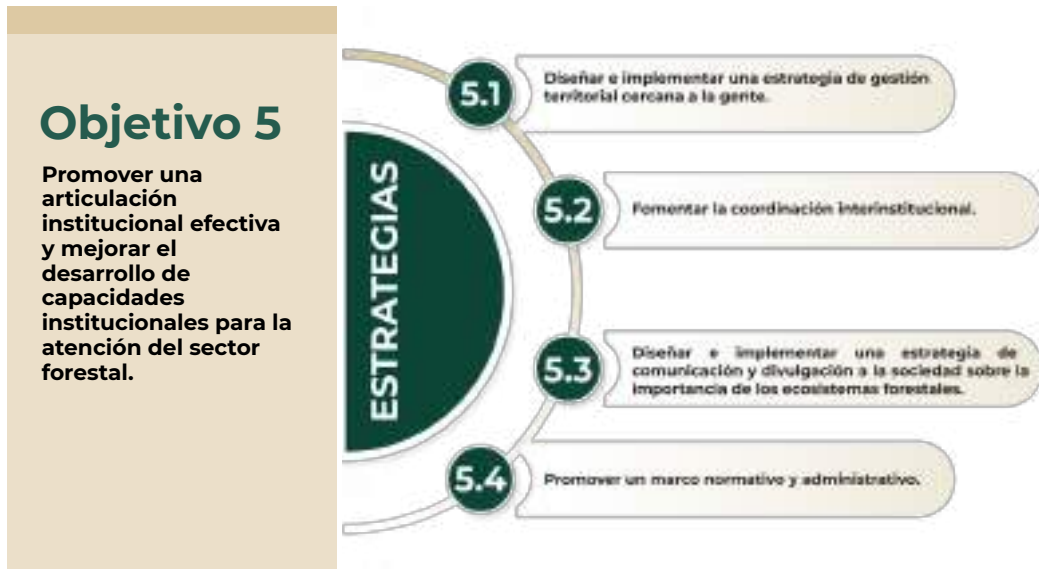 Objetivo 5
Promover una
articulación
institucional efectiva
y mejorar el
desarrollo de
capacidades
institucionales para la
atención del sector
forestal.
ESTRATEGIAS
5.1
Diseñar e implementar una estrategia de gestión
territorial cercana a la gente.
5.2
Fomentar la coordinación interinstitucional.
5.3
Diseñar e implementar una estrategia de
comunicación y divulgación a la sociedad sobre la
importancia de los ecosistemas forestales.
5.4
Promover un marco normativo y administrativo.